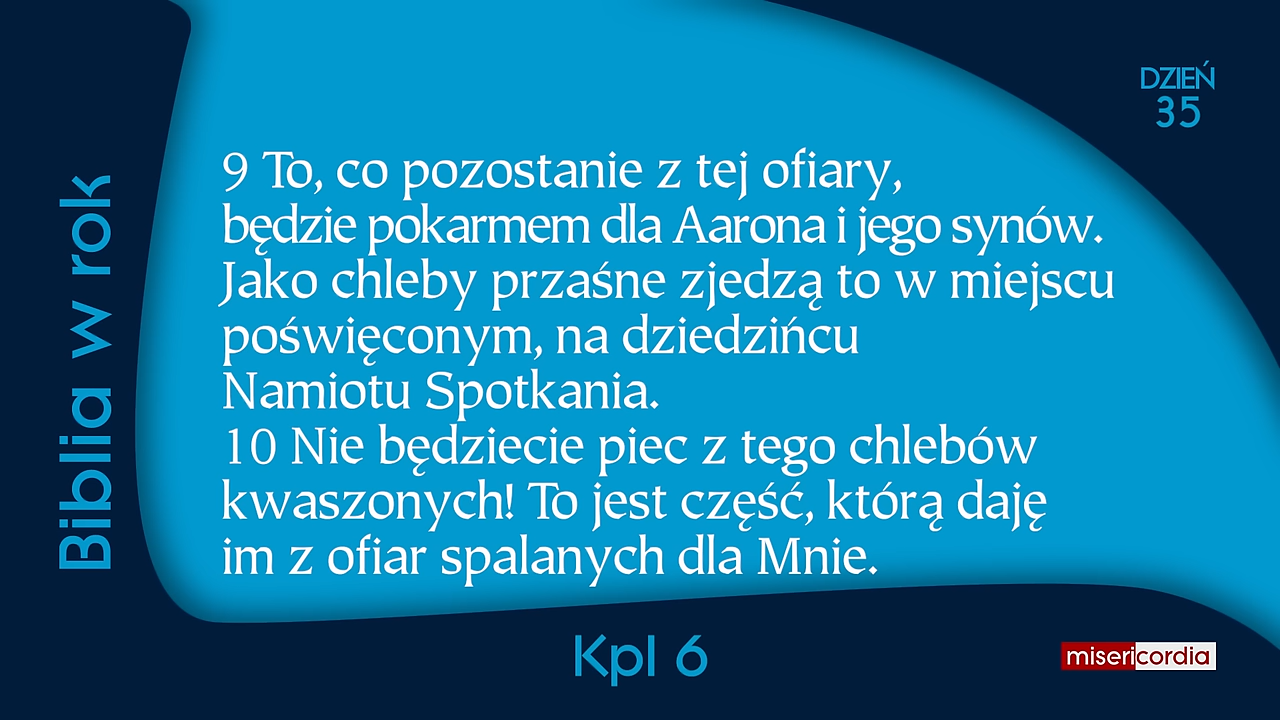 DZIEŃ
35
Biblia w rok
9 To, co pozostanie z tej ofiary,
będzie pokarmem dla Aarona i jego synów.
Jako chleby przaśne zjedzą to w miejscu
poświęconym, na dziedzińcu
Namiotu Spotkania.
10 Nie będziecie piec z tego chlebów
kwaszonych! To jest część, którą daję
im z ofiar spalanych dla Mnie.
Kpl 6
misericordia